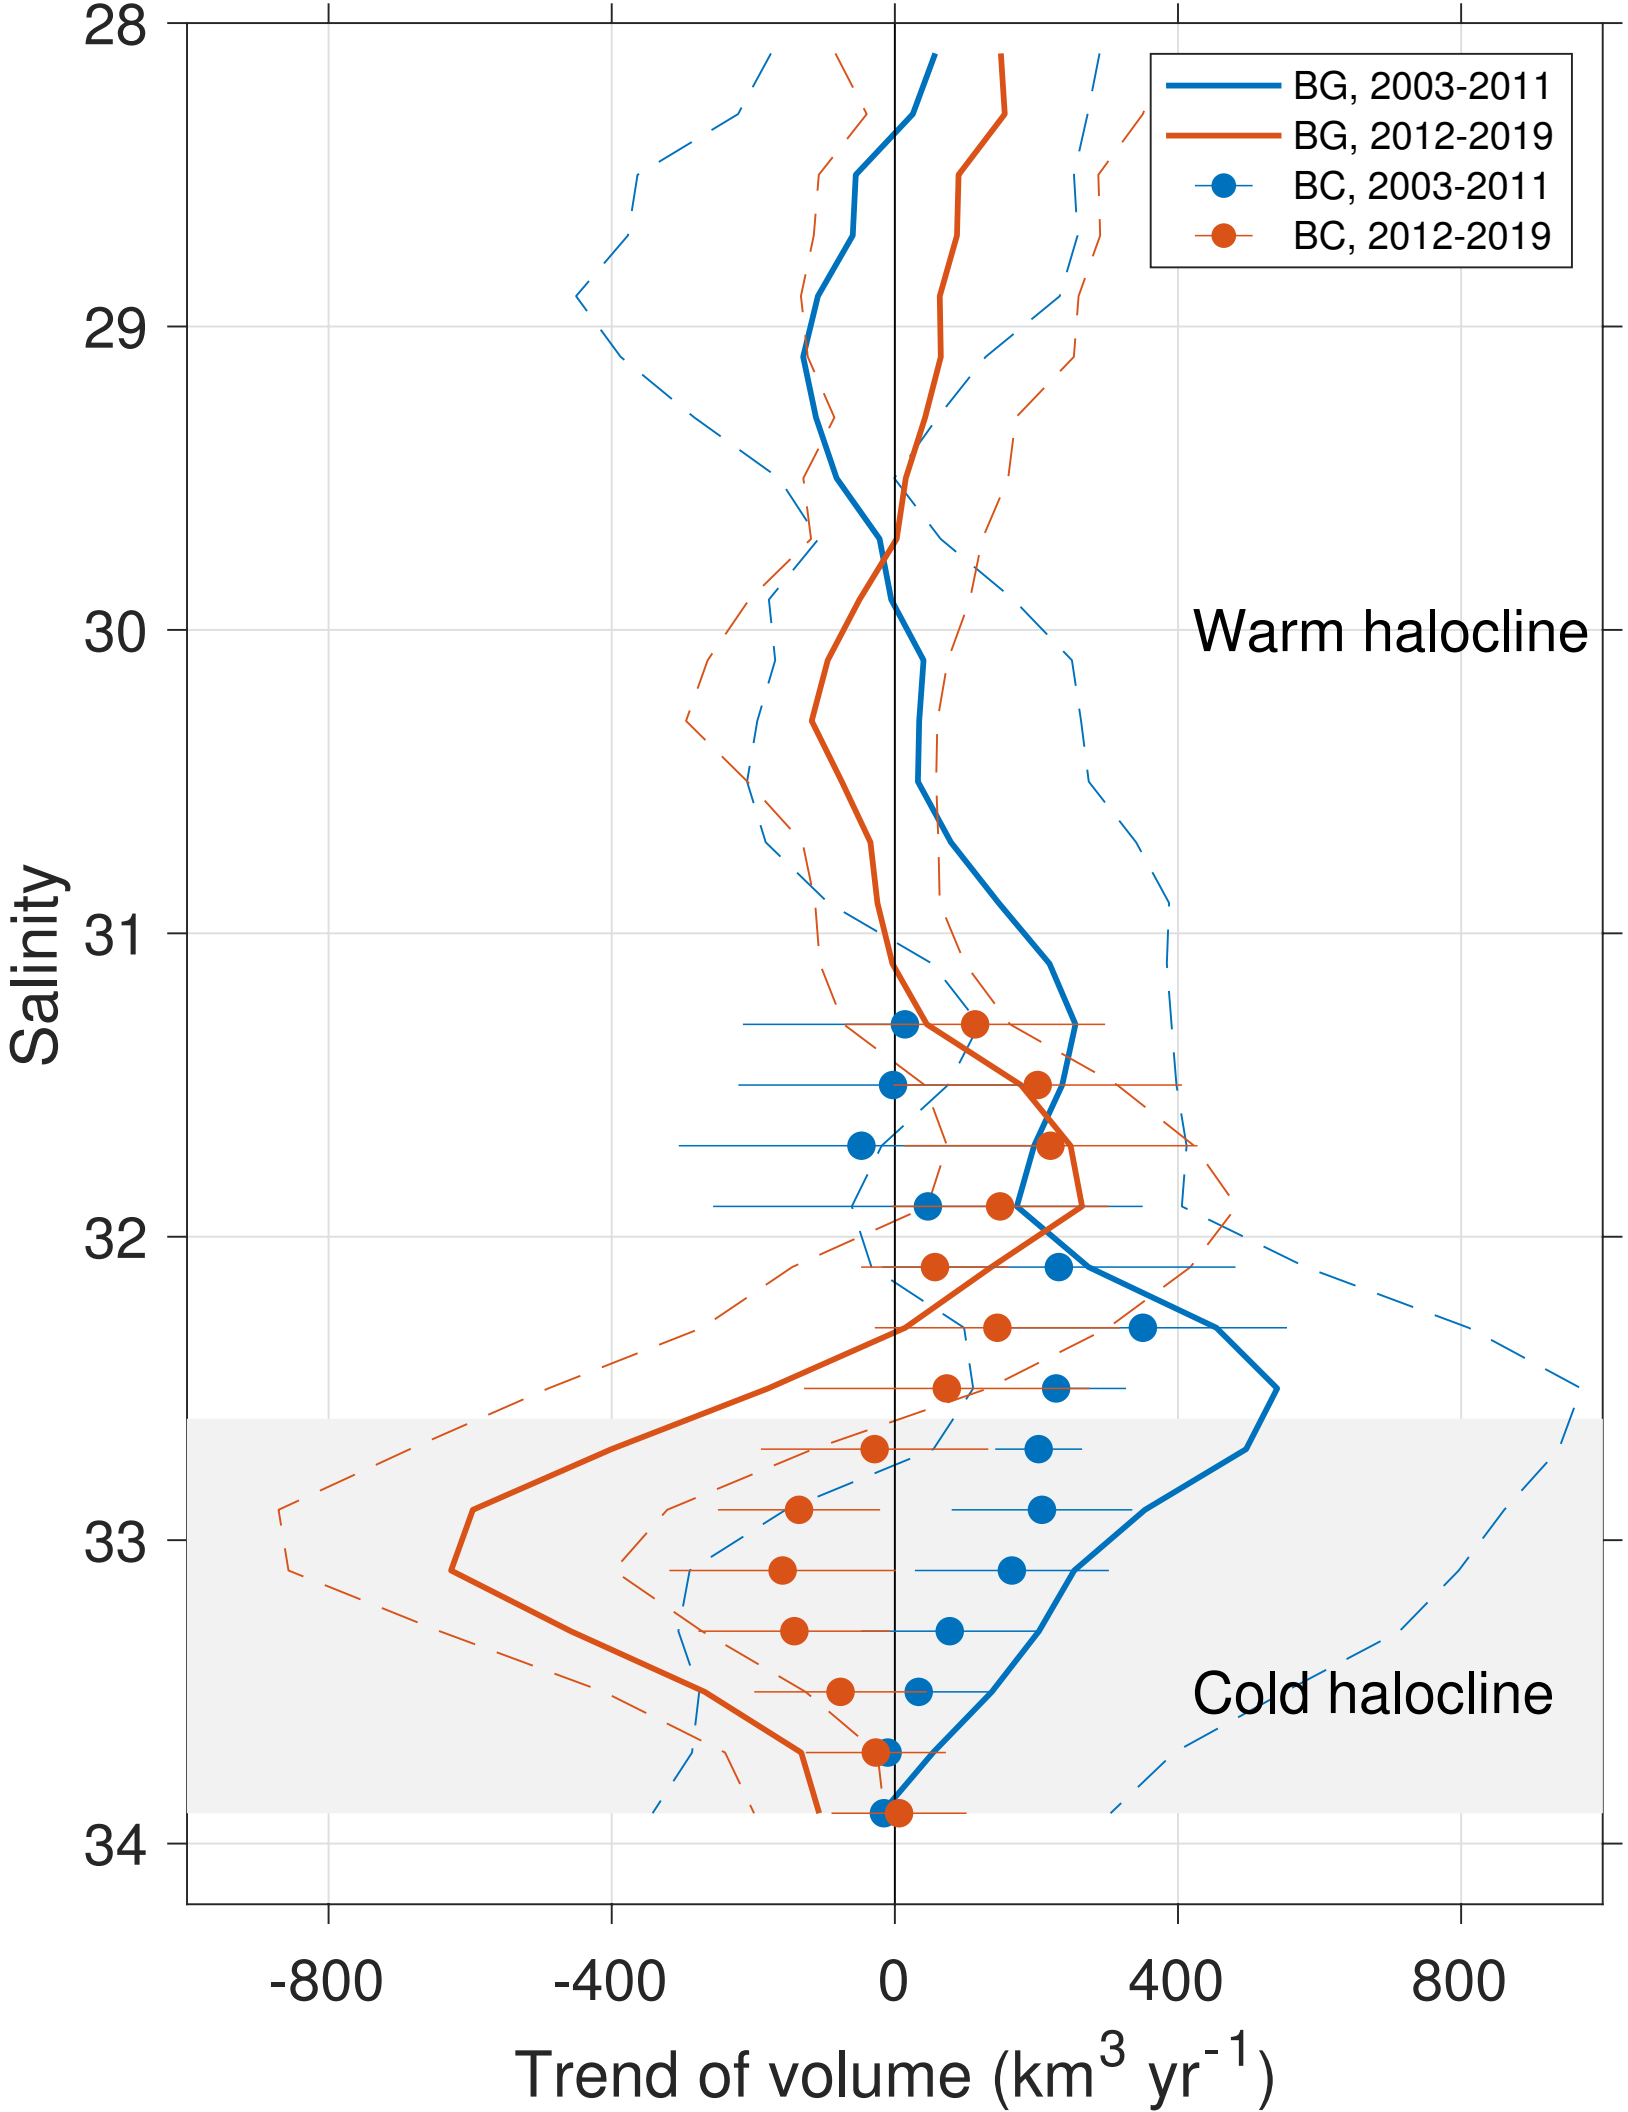 28
29
30
31
32
33
34
Salinity
BG, 2003-2011
BG, 2012-2019
BC, 2003-2011
BC, 2012-2019
Warm halocline
Cold halocline
-800 -400 0 400 800
Trend of volume (km³ yr⁻¹)